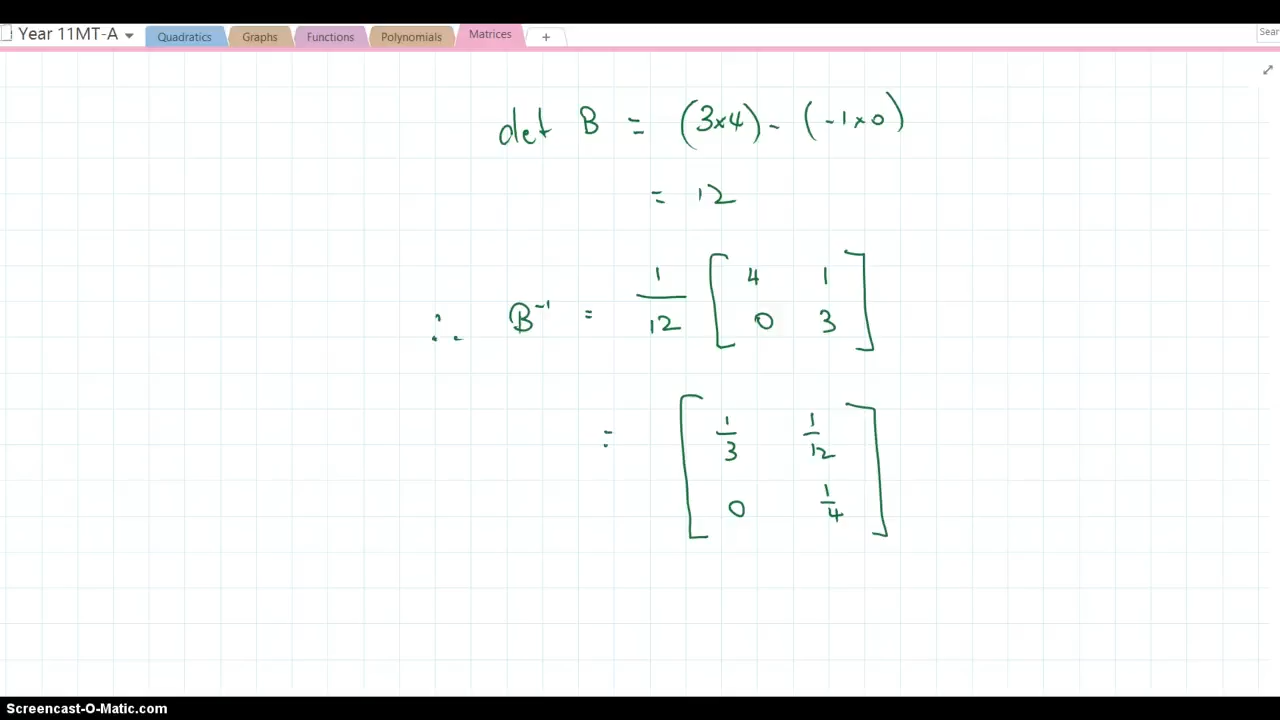 Year 11MT-A Quadratics Graphs Functions Polynomials Matrices + Sear
det B = (3×4) - (-1×0)
= 12
∴ B⁻¹ = 1/12 [4 1
0 3]
= [1/3 1/12
0 1/4]
Screencast-O-Matic.com